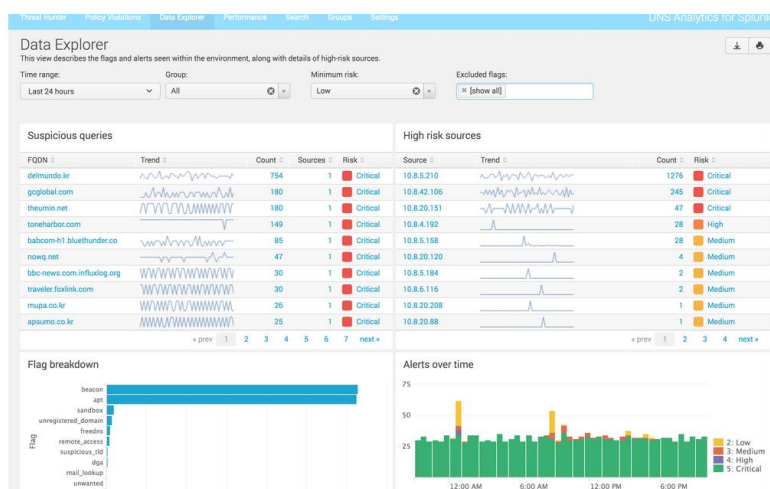 Threat Hunter Policy Violations Data Explorer Performance Search Groups Settings DNS Analytics for Splunk
Data Explorer
This view describes the flags and alerts seen within the environment, along with details of high-risk sources.
Time range: Group: Minimum risk: Excluded flags:
Last 24 hours All Low × [show all]
Suspicious queries
FQDN Trend Count Sources Risk
delmundo.kr 754 1 Critical
gcglobal.com 180 1 Critical
theumin.net 180 1 Critical
toneharbor.com 149 1 Critical
babcom-h1.bluethunder.co 85 1 Critical
nowq.net 47 1 Critical
bbc-news.com.influxlog.org 30 1 Critical
traveler.foxlink.com 30 1 Critical
mupa.co.kr 26 1 Critical
apsumo.co.kr 25 1 Critical
« prev 1 2 3 4 5 6 7 next »
High risk sources
Source Trend Count Risk
10.8.5.210 1276 Critical
10.8.42.106 245 Critical
10.8.20.151 47 Critical
10.8.4.192 28 High
10.8.5.158 28 Medium
10.8.20.120 4 Medium
10.8.5.184 2 Medium
10.8.6.116 2 Medium
10.8.20.208 1 Medium
10.8.20.88 1 Medium
« prev 1 2 3 4 next »
Flag breakdown
Flag
beacon
apt
sandbox
unregistered_domain
freedns
remote_access
suspicious_tld
dga
mail_lookup
unwanted
Alerts over time
75
50
25
12:00 AM 6:00 AM 12:00 PM 6:00 PM
2: Low
3: Medium
4: High
5: Critical